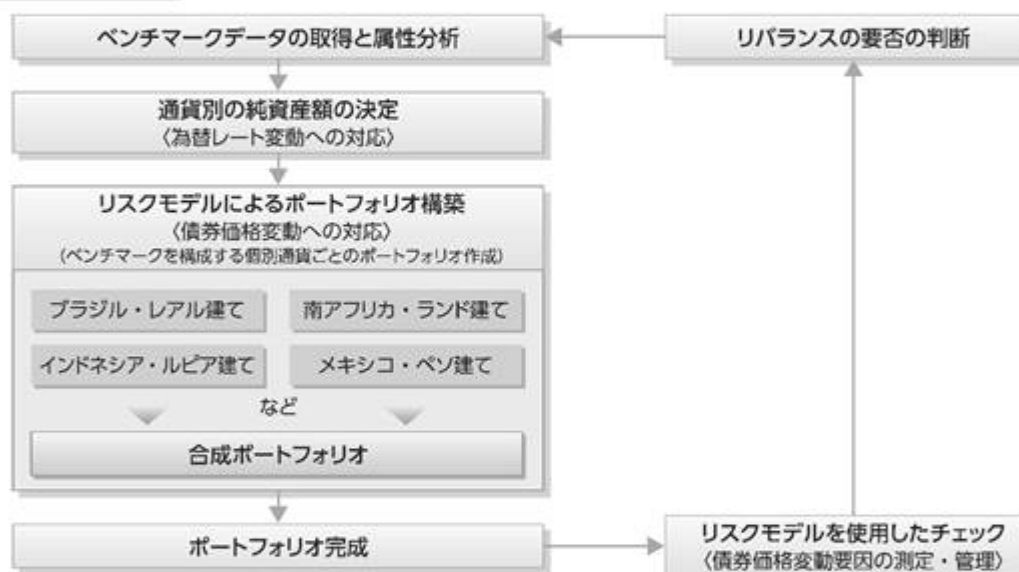 ベンチマークデータの取得と属性分析
リバランスの要否の判断
通貨別の純資産額の決定
〈為替レート変動への対応〉
リスクモデルによるポートフォリオ構築
〈債券価格変動への対応〉
(ベンチマークを構成する個別通貨ごとのポートフォリオ作成)
ブラジル・レアル建て
南アフリカ・ランド建て
インドネシア・ルピア建て
メキシコ・ペソ建て
など
合成ポートフォリオ
ポートフォリオ完成
リスクモデルを使用したチェック
〈債券価格変動要因の測定・管理〉